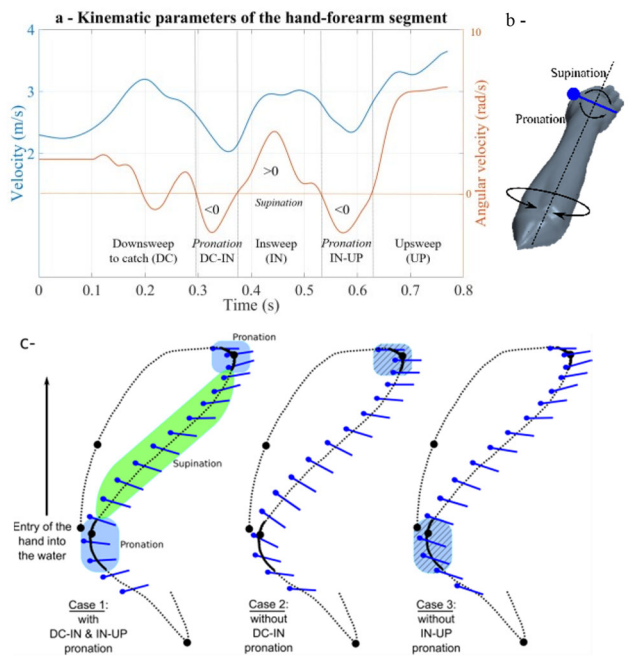 a - Kinematic parameters of the hand-forearm segment
b -
4
3
2
Velocity (m/s)
10
0
Angular velocity (rad/s)
>0
<0
<0
Supination
Pronation
Pronation
Downsweep
to catch (DC)
DC-IN
Insweep
(IN)
IN-UP
Upsweep
(UP)
0
0.1
0.2
0.3
0.4
0.5
0.6
0.7
0.8
Time (s)
Supination
Pronation
c-
Pronation
Supination
Entry of the
hand into
the water
Pronation
Case 1:
with
DC-IN & IN-UP
pronation
Case 2:
without
DC-IN
pronation
Case 3:
without
IN-UP
pronation